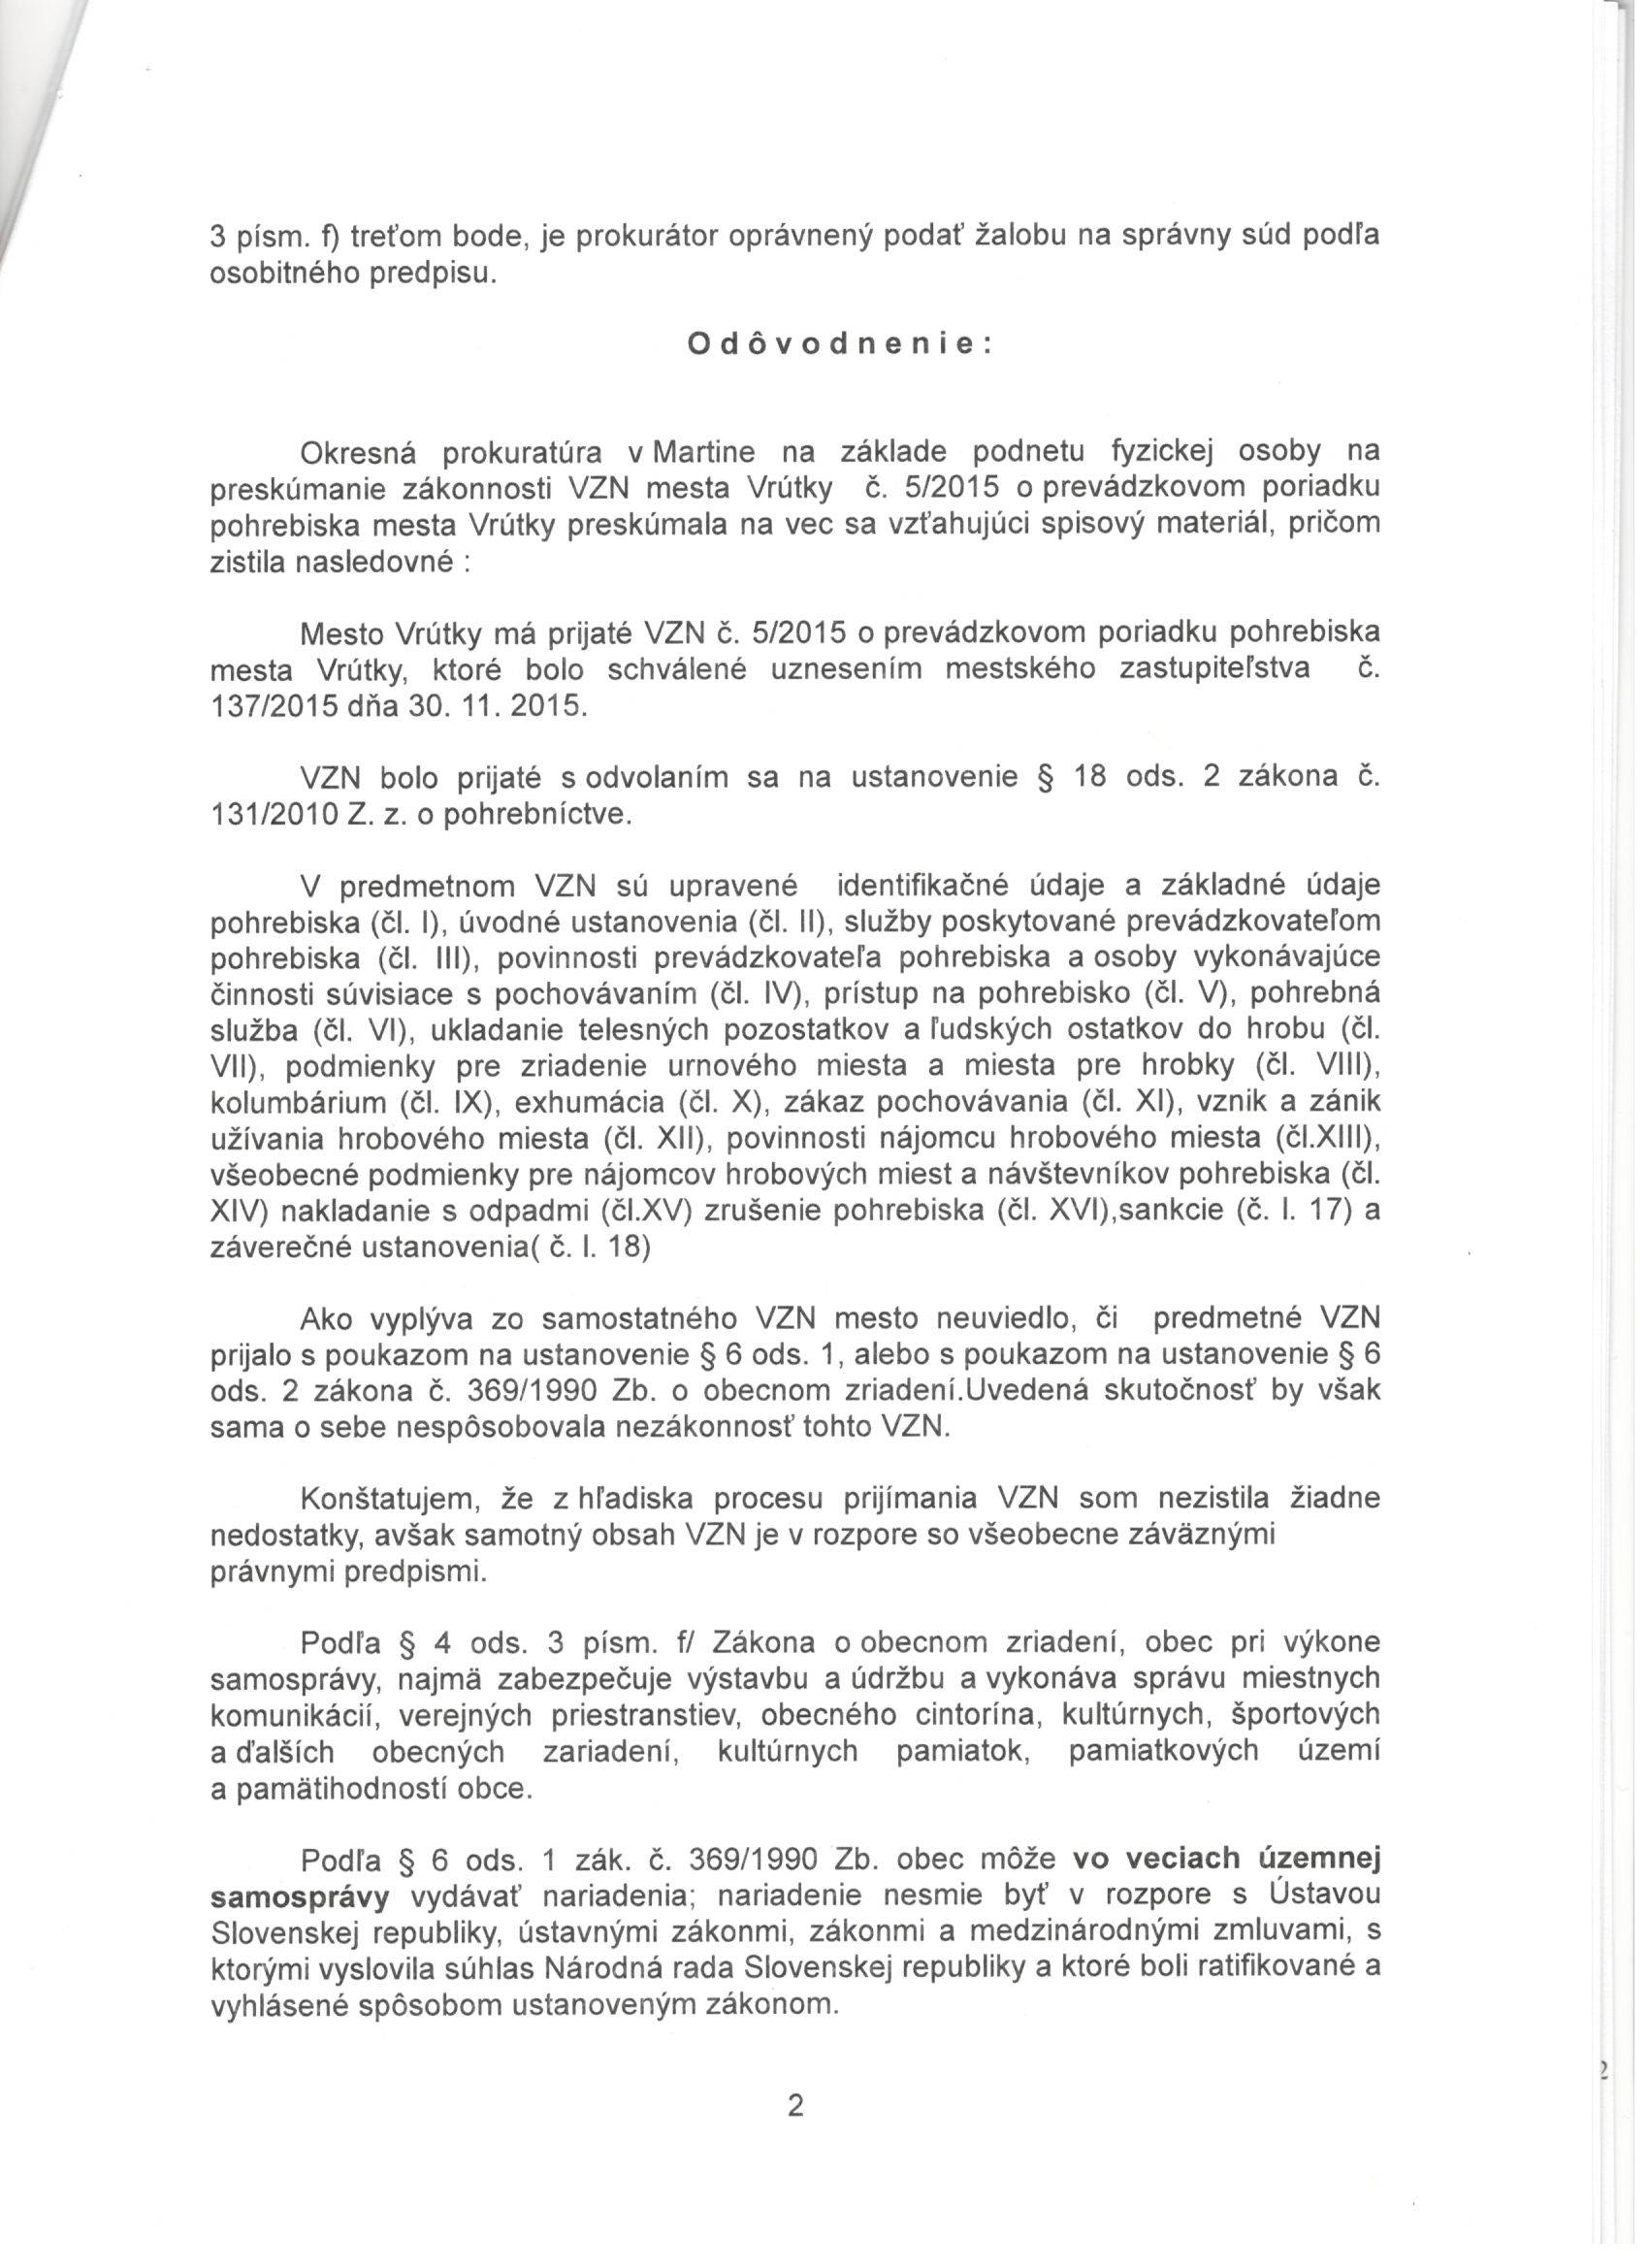 3 písm. f) treťom bode, je prokurátor oprávnený podať žalobu na správny súd podľa
osobitného predpisu.
O d ô v o d n e n i e :
Okresná prokuratúra v Martine na základe podnetu fyzickej osoby na
preskúmanie zákonnosti VZN mesta Vrútky č. 5/2015 o prevádzkovom poriadku
pohrebiska mesta Vrútky preskúmala na vec sa vzťahujúci spisový materiál, pričom
zistila nasledovné :
Mesto Vrútky má prijaté VZN č. 5/2015 o prevádzkovom poriadku pohrebiska
mesta Vrútky, ktoré bolo schválené uznesením mestského zastupiteľstva č.
137/2015 dňa 30. 11. 2015.
VZN bolo prijaté s odvolaním sa na ustanovenie § 18 ods. 2 zákona č.
131/2010 Z. z. o pohrebníctve.
V predmetnom VZN sú upravené identifikačné údaje a základné údaje
pohrebiska (čl. I), úvodné ustanovenia (čl. II), služby poskytované prevádzkovateľom
pohrebiska (čl. III), povinnosti prevádzkovateľa pohrebiska a osoby vykonávajúce
činnosti súvisiace s pochovávaním (čl. IV), prístup na pohrebisko (čl. V), pohrebná
služba (čl. VI), ukladanie telesných pozostatkov a ľudských ostatkov do hrobu (čl.
VII), podmienky pre zriadenie urnového miesta a miesta pre hrobky (čl. VIII),
kolumbárium (čl. IX), exhumácia (čl. X), zákaz pochovávania (čl. XI), vznik a zánik
užívania hrobového miesta (čl. XII), povinnosti nájomcu hrobového miesta (čl.XIII),
všeobecné podmienky pre nájomcov hrobových miest a návštevníkov pohrebiska (čl.
XIV) nakladanie s odpadmi (čl.XV) zrušenie pohrebiska (čl. XVI),sankcie (č. l. 17) a
záverečné ustanovenia( č. l. 18)
Ako vyplýva zo samostatného VZN mesto neuviedlo, či predmetné VZN
prijalo s poukazom na ustanovenie § 6 ods. 1, alebo s poukazom na ustanovenie § 6
ods. 2 zákona č. 369/1990 Zb. o obecnom zriadení.Uvedená skutočnosť by však
sama o sebe nespôsobovala nezákonnosť tohto VZN.
Konštatujem, že z hľadiska procesu prijímania VZN som nezistila žiadne
nedostatky, avšak samotný obsah VZN je v rozpore so všeobecne záväznými
právnymi predpismi.
Podľa § 4 ods. 3 písm. f/ Zákona o obecnom zriadení, obec pri výkone
samosprávy, najmä zabezpečuje výstavbu a údržbu a vykonáva správu miestnych
komunikácií, verejných priestranstiev, obecného cintorína, kultúrnych, športových
a ďalších obecných zariadení, kultúrnych pamiatok, pamiatkových území
a pamätihodností obce.
Podľa § 6 ods. 1 zák. č. 369/1990 Zb. obec môže vo veciach územnej
samosprávy vydávať nariadenia; nariadenie nesmie byť v rozpore s Ústavou
Slovenskej republiky, ústavnými zákonmi, zákonmi a medzinárodnými zmluvami, s
ktorými vyslovila súhlas Národná rada Slovenskej republiky a ktoré boli ratifikované a
vyhlásené spôsobom ustanoveným zákonom.
2
2